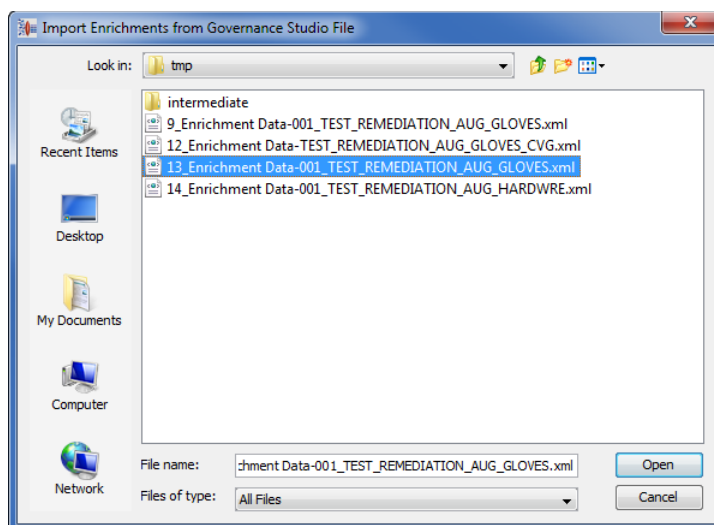 Import Enrichments from Governance Studio File
X
Look in:
tmp
Recent Items
Desktop
My Documents
Computer
Network
intermediate
9_Enrichment Data-001_TEST_REMEDIATION_AUG_GLOVES.xml
12_Enrichment Data-TEST_REMEDIATION_AUG_GLOVES_CVG.xml
13_Enrichment Data-001_TEST_REMEDIATION_AUG_GLOVES.xml
14_Enrichment Data-001_TEST_REMEDIATION_AUG_HARDWRE.xml
File name:
:hment Data-001_TEST_REMEDIATION_AUG_GLOVES.xml
Open
Files of type:
All Files
Cancel